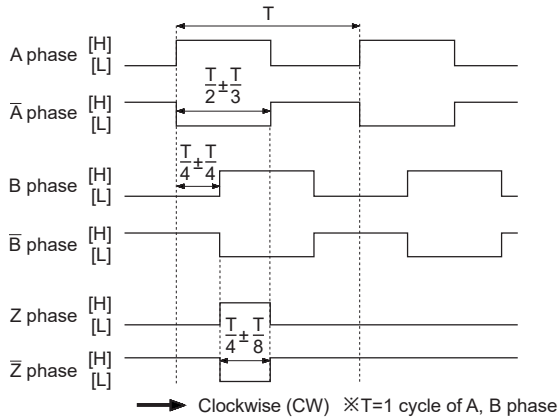 T
A phase [H]
[L]
A̅ phase [H]
[L]
T/2±T/3
T/4±T/4
B phase [H]
[L]
B̅ phase [H]
[L]
Z phase [H]
[L]
T/4±T/8
Z̅ phase [H]
[L]
Clockwise (CW) ※T=1 cycle of A, B phase